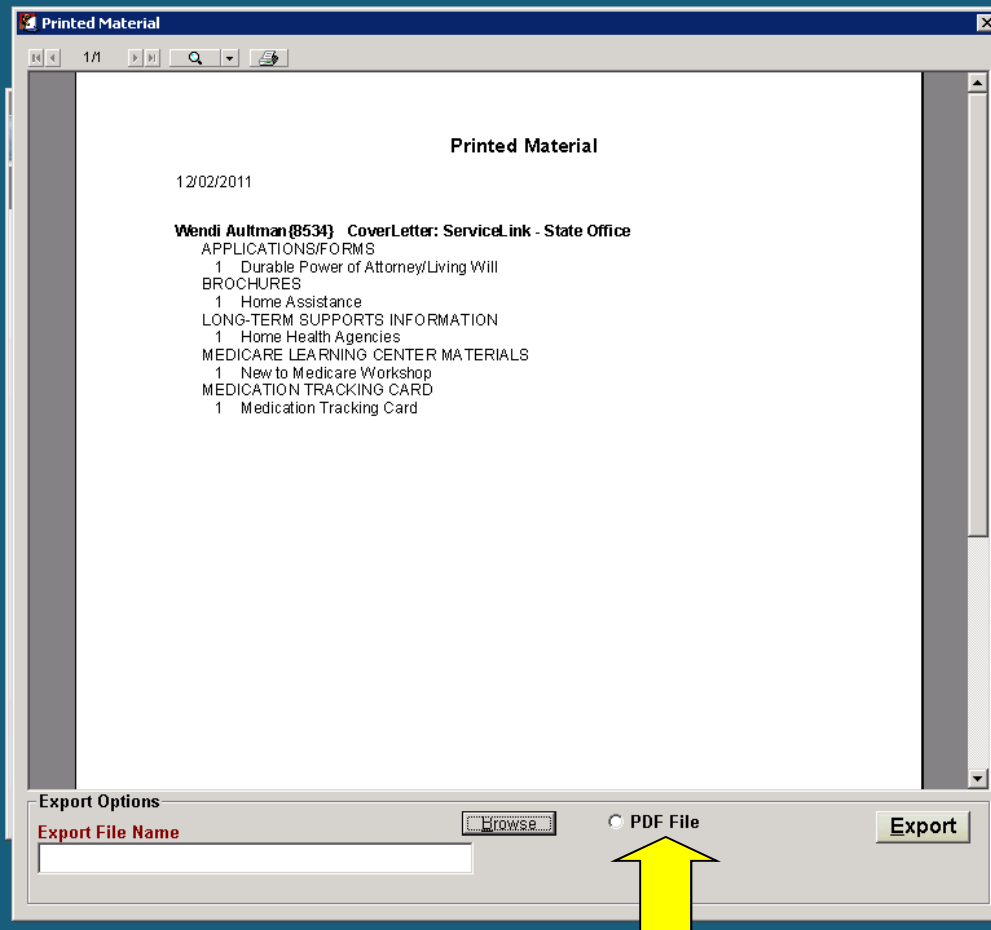 Printed Material
1/1
Printed Material
12/02/2011
Wendi Aultman{8534} CoverLetter: ServiceLink - State Office
APPLICATIONS/FORMS
1 Durable Power of Attorney/Living Will
BROCHURES
1 Home Assistance
LONG-TERM SUPPORTS INFORMATION
1 Home Health Agencies
MEDICARE LEARNING CENTER MATERIALS
1 New to Medicare Workshop
MEDICATION TRACKING CARD
1 Medication Tracking Card
Export Options
Export File Name
Browse
PDF File
Export